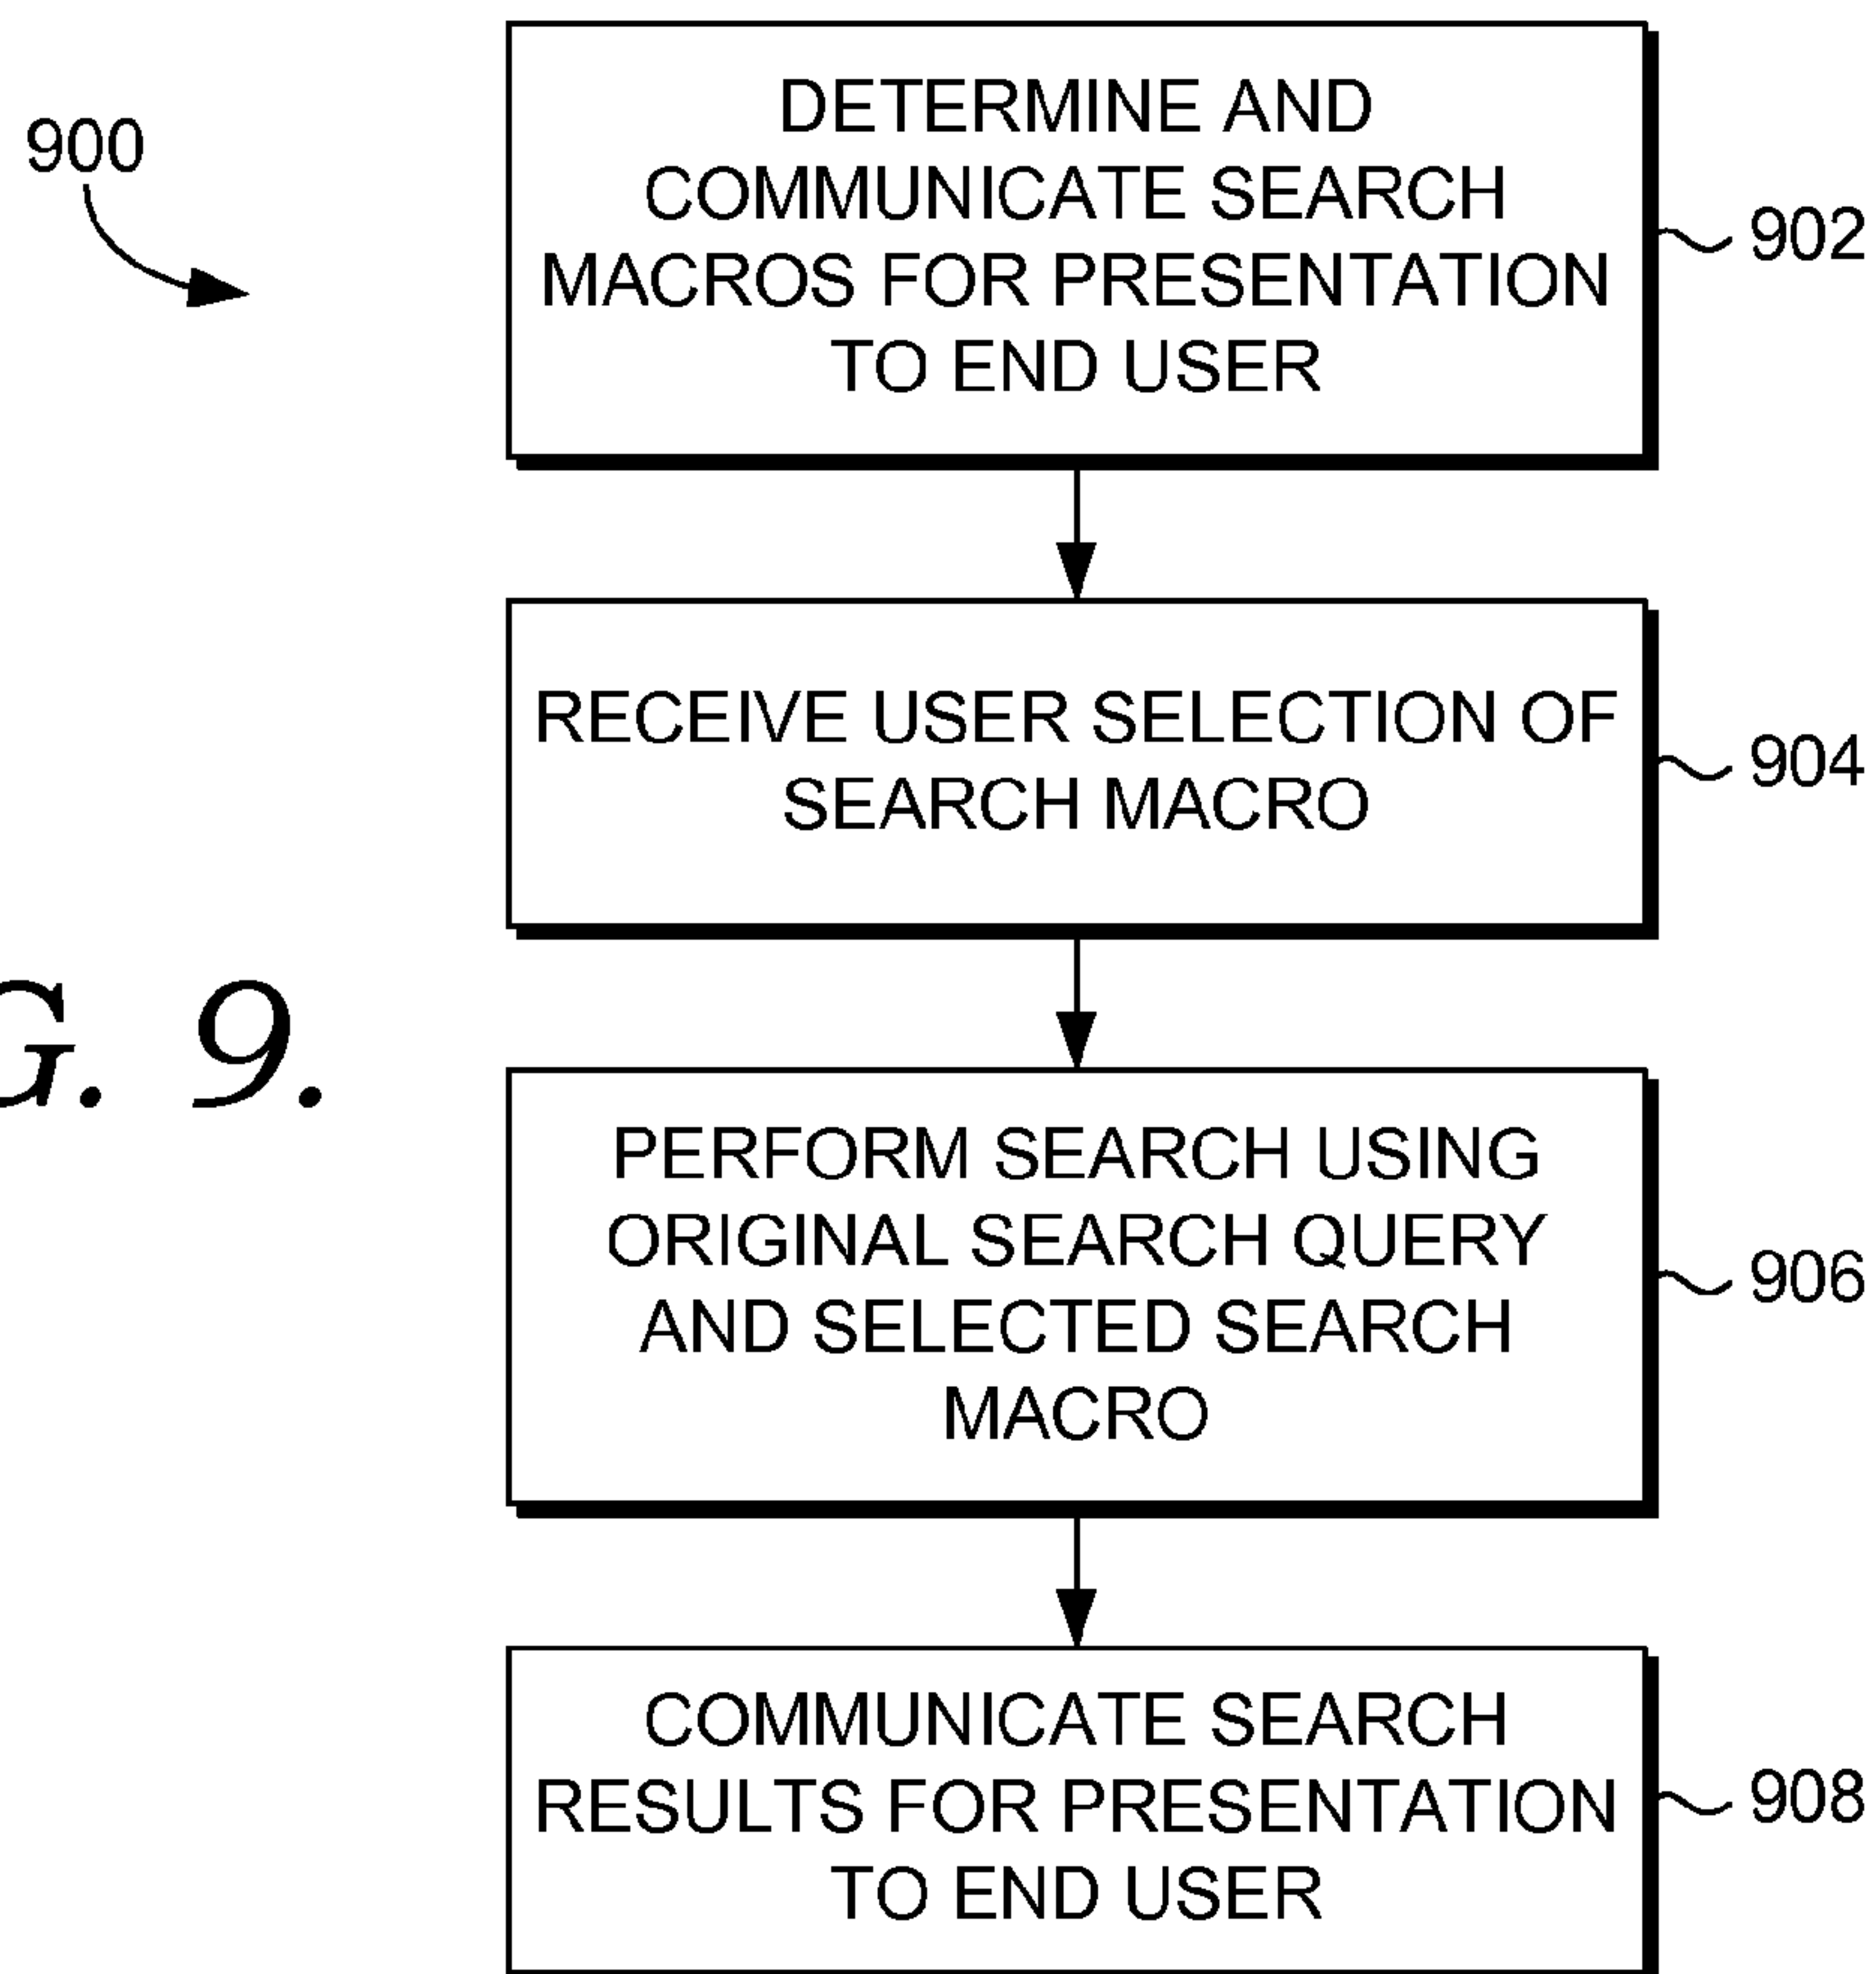 900
DETERMINE AND
COMMUNICATE SEARCH
MACROS FOR PRESENTATION
TO END USER
902
RECEIVE USER SELECTION OF
SEARCH MACRO
904
G. 9.
PERFORM SEARCH USING
ORIGINAL SEARCH QUERY
AND SELECTED SEARCH
MACRO
906
COMMUNICATE SEARCH
RESULTS FOR PRESENTATION
TO END USER
908